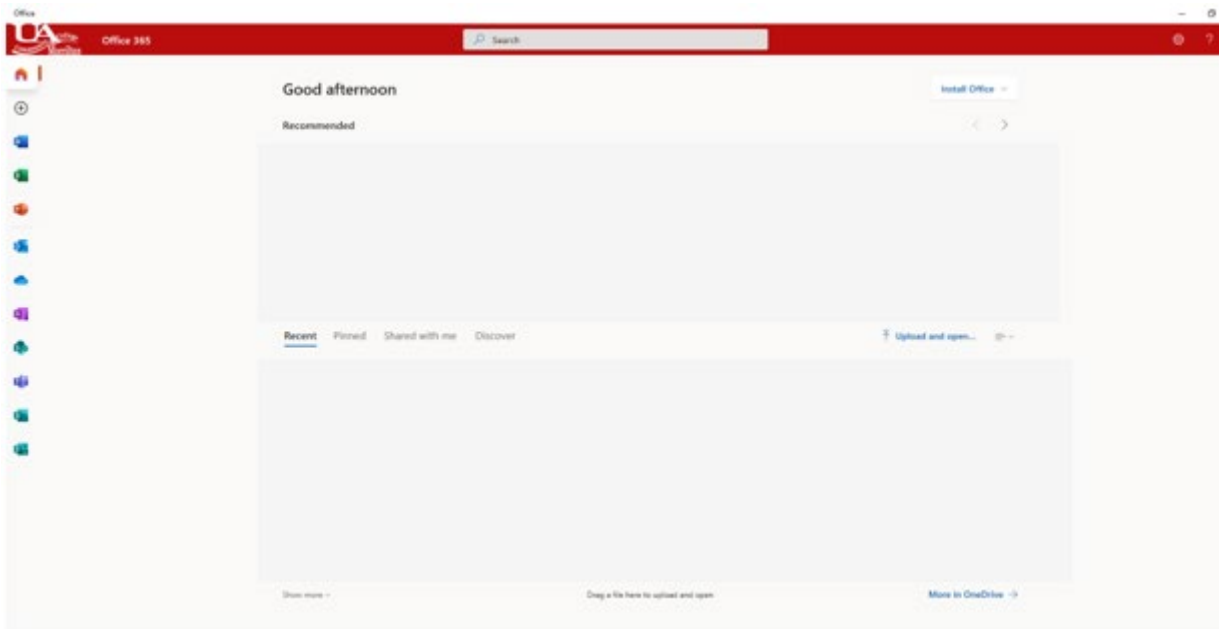 Office
UA Office 365 Search ?
Good afternoon Install Office
Recommended
Recent Pinned Shared with me Discover Upload and open...
Show more Drag a file here to upload and open More in OneDrive →